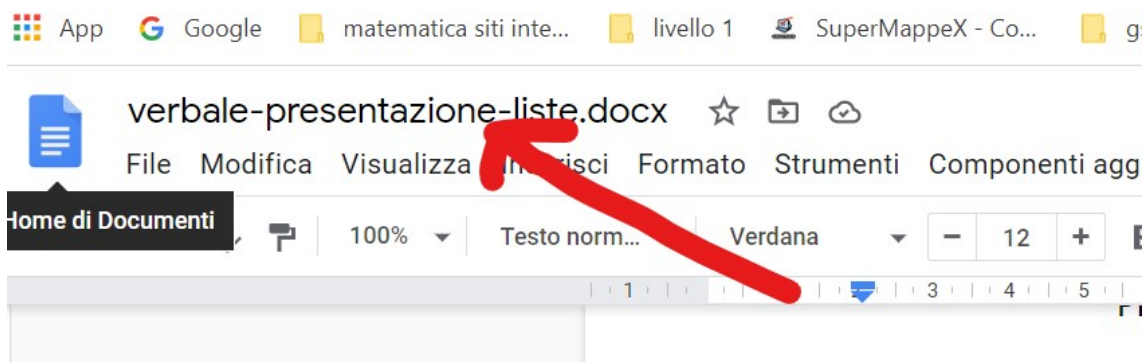 App Google matematica siti inte... livello 1 SuperMappeX - Co...
verbale-presentazione-liste.docx
File Modifica Visualizza Formato Strumenti Componenti agg
Home di Documenti 100% Testo norm... Verdana 12
1 3 4 5